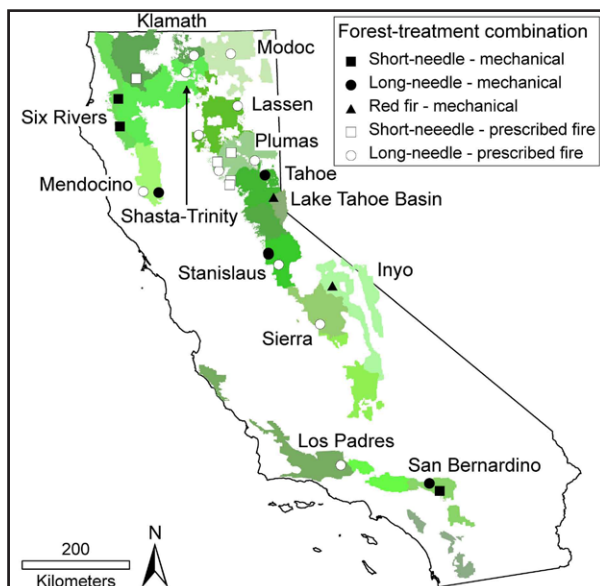 Klamath
Modoc
Lassen
Six Rivers
Plumas
Tahoe
Mendocino
Lake Tahoe Basin
Shasta-Trinity
Inyo
Stanislaus
Sierra
Los Padres
San Bernardino
Forest-treatment combination
Short-needle - mechanical
Long-needle - mechanical
Red fir - mechanical
Short-neeedle - prescribed fire
Long-needle - prescribed fire
200
Kilometers
N